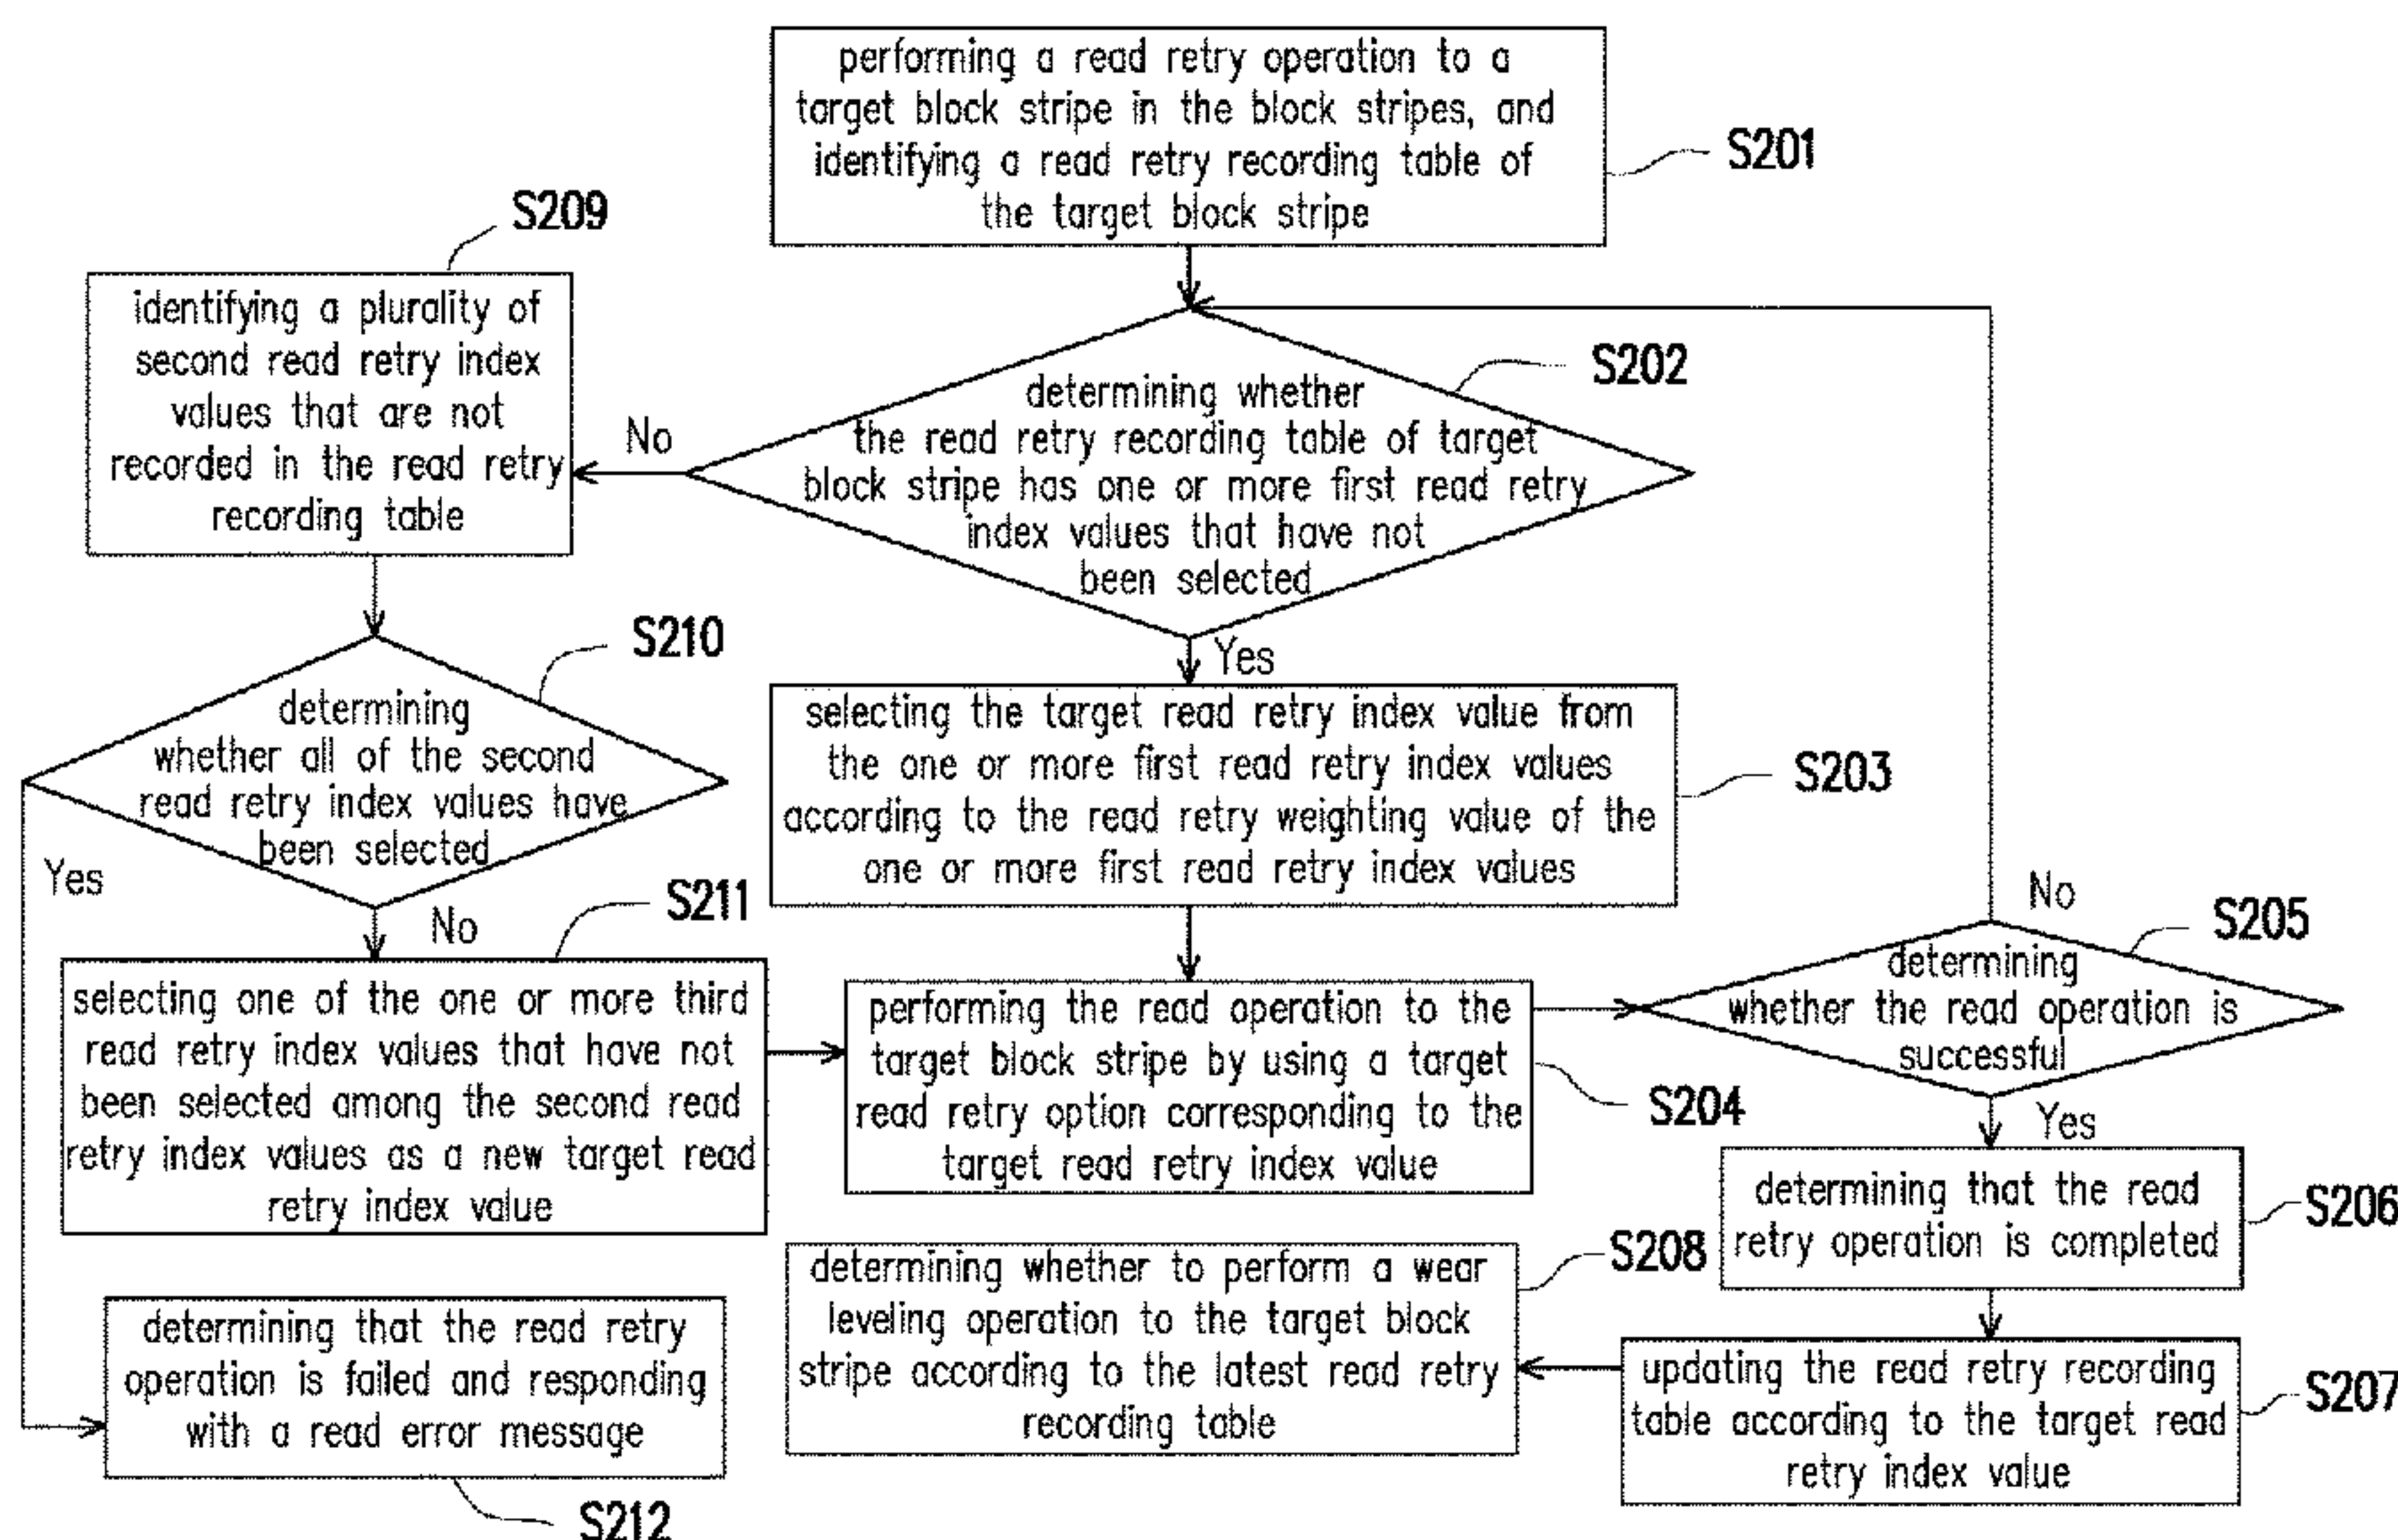 performing a read retry operation to a
target block stripe in the block stripes, and
identifying a read retry recording table of
the target block stripe
S201
S209
identifying a plurality of
second read retry index
values that are not
recorded in the read retry
recording table
No
S202
determining whether
the read retry recording table of target
block stripe has one or more first read retry
index values that have not
been selected
Yes
S210
determining
whether all of the second
read retry index values have
been selected
Yes
No
S203
selecting the target read retry index value from
the one or more first read retry index values
according to the read retry weighting value of the
one or more first read retry index values
S211
selecting one of the one or more third
read retry index values that have not
been selected among the second read
retry index values as a new target read
retry index value
performing the read operation to the
target block stripe by using a target
read retry option corresponding to the
target read retry index value
S204
No
S205
determining
whether the read operation is
successful
Yes
determining that the read
retry operation is completed
S206
S208
determining whether to perform a wear
leveling operation to the target block
stripe according to the latest read retry
recording table
updating the read retry recording
table according to the target read
retry index value
S207
determining that the read retry
operation is failed and responding
with a read error message
S212